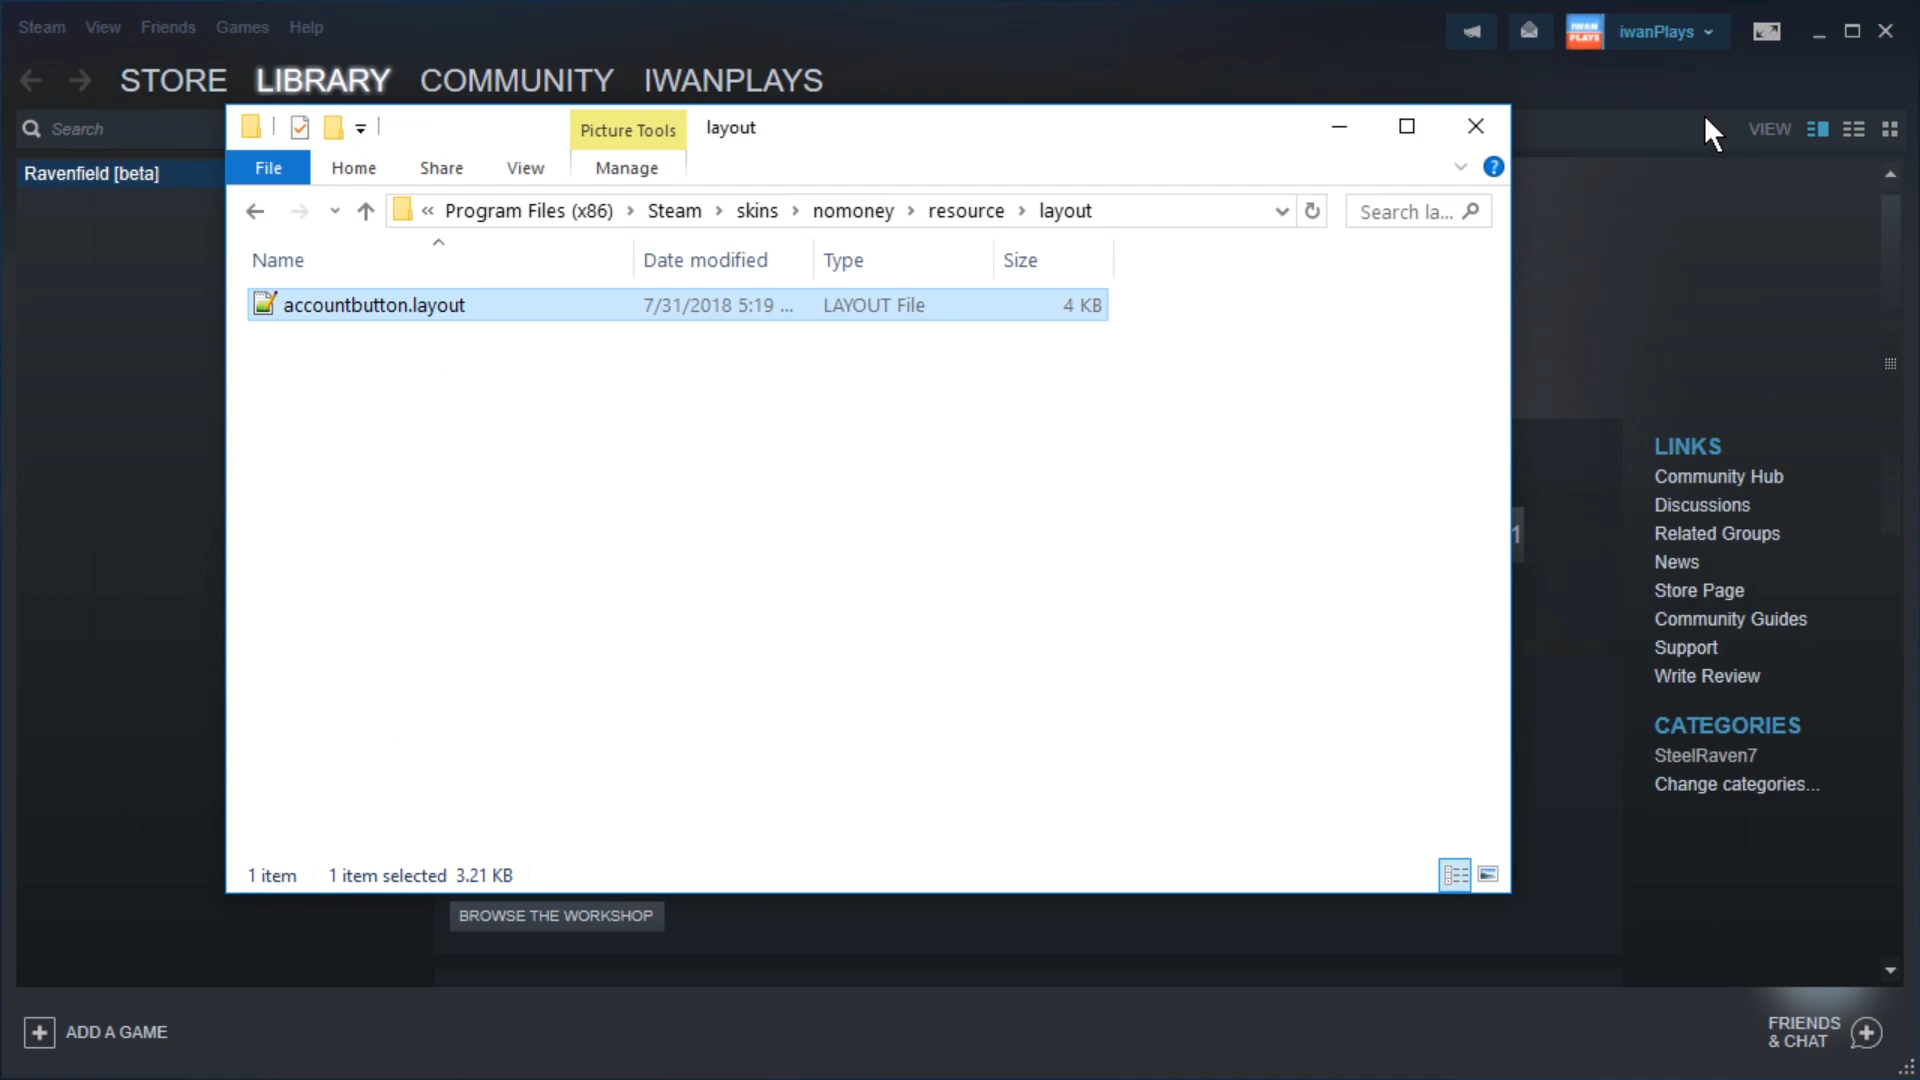 Steam View Friends Games Help
IWAN PLAYS
iwanPlays
STORE LIBRARY COMMUNITY IWANPLAYS
Search
VIEW
Ravenfield [beta]
Picture Tools
layout
File Home Share View Manage
« Program Files (x86) › Steam › skins › nomoney › resource › layout
Search la...
Name Date modified Type Size
accountbutton.layout 7/31/2018 5:19 ... LAYOUT File 4 KB
1
LINKS
Community Hub
Discussions
Related Groups
News
Store Page
Community Guides
Support
Write Review
CATEGORIES
SteelRaven7
Change categories...
1 item 1 item selected 3.21 KB
BROWSE THE WORKSHOP
ADD A GAME
FRIENDS
& CHAT